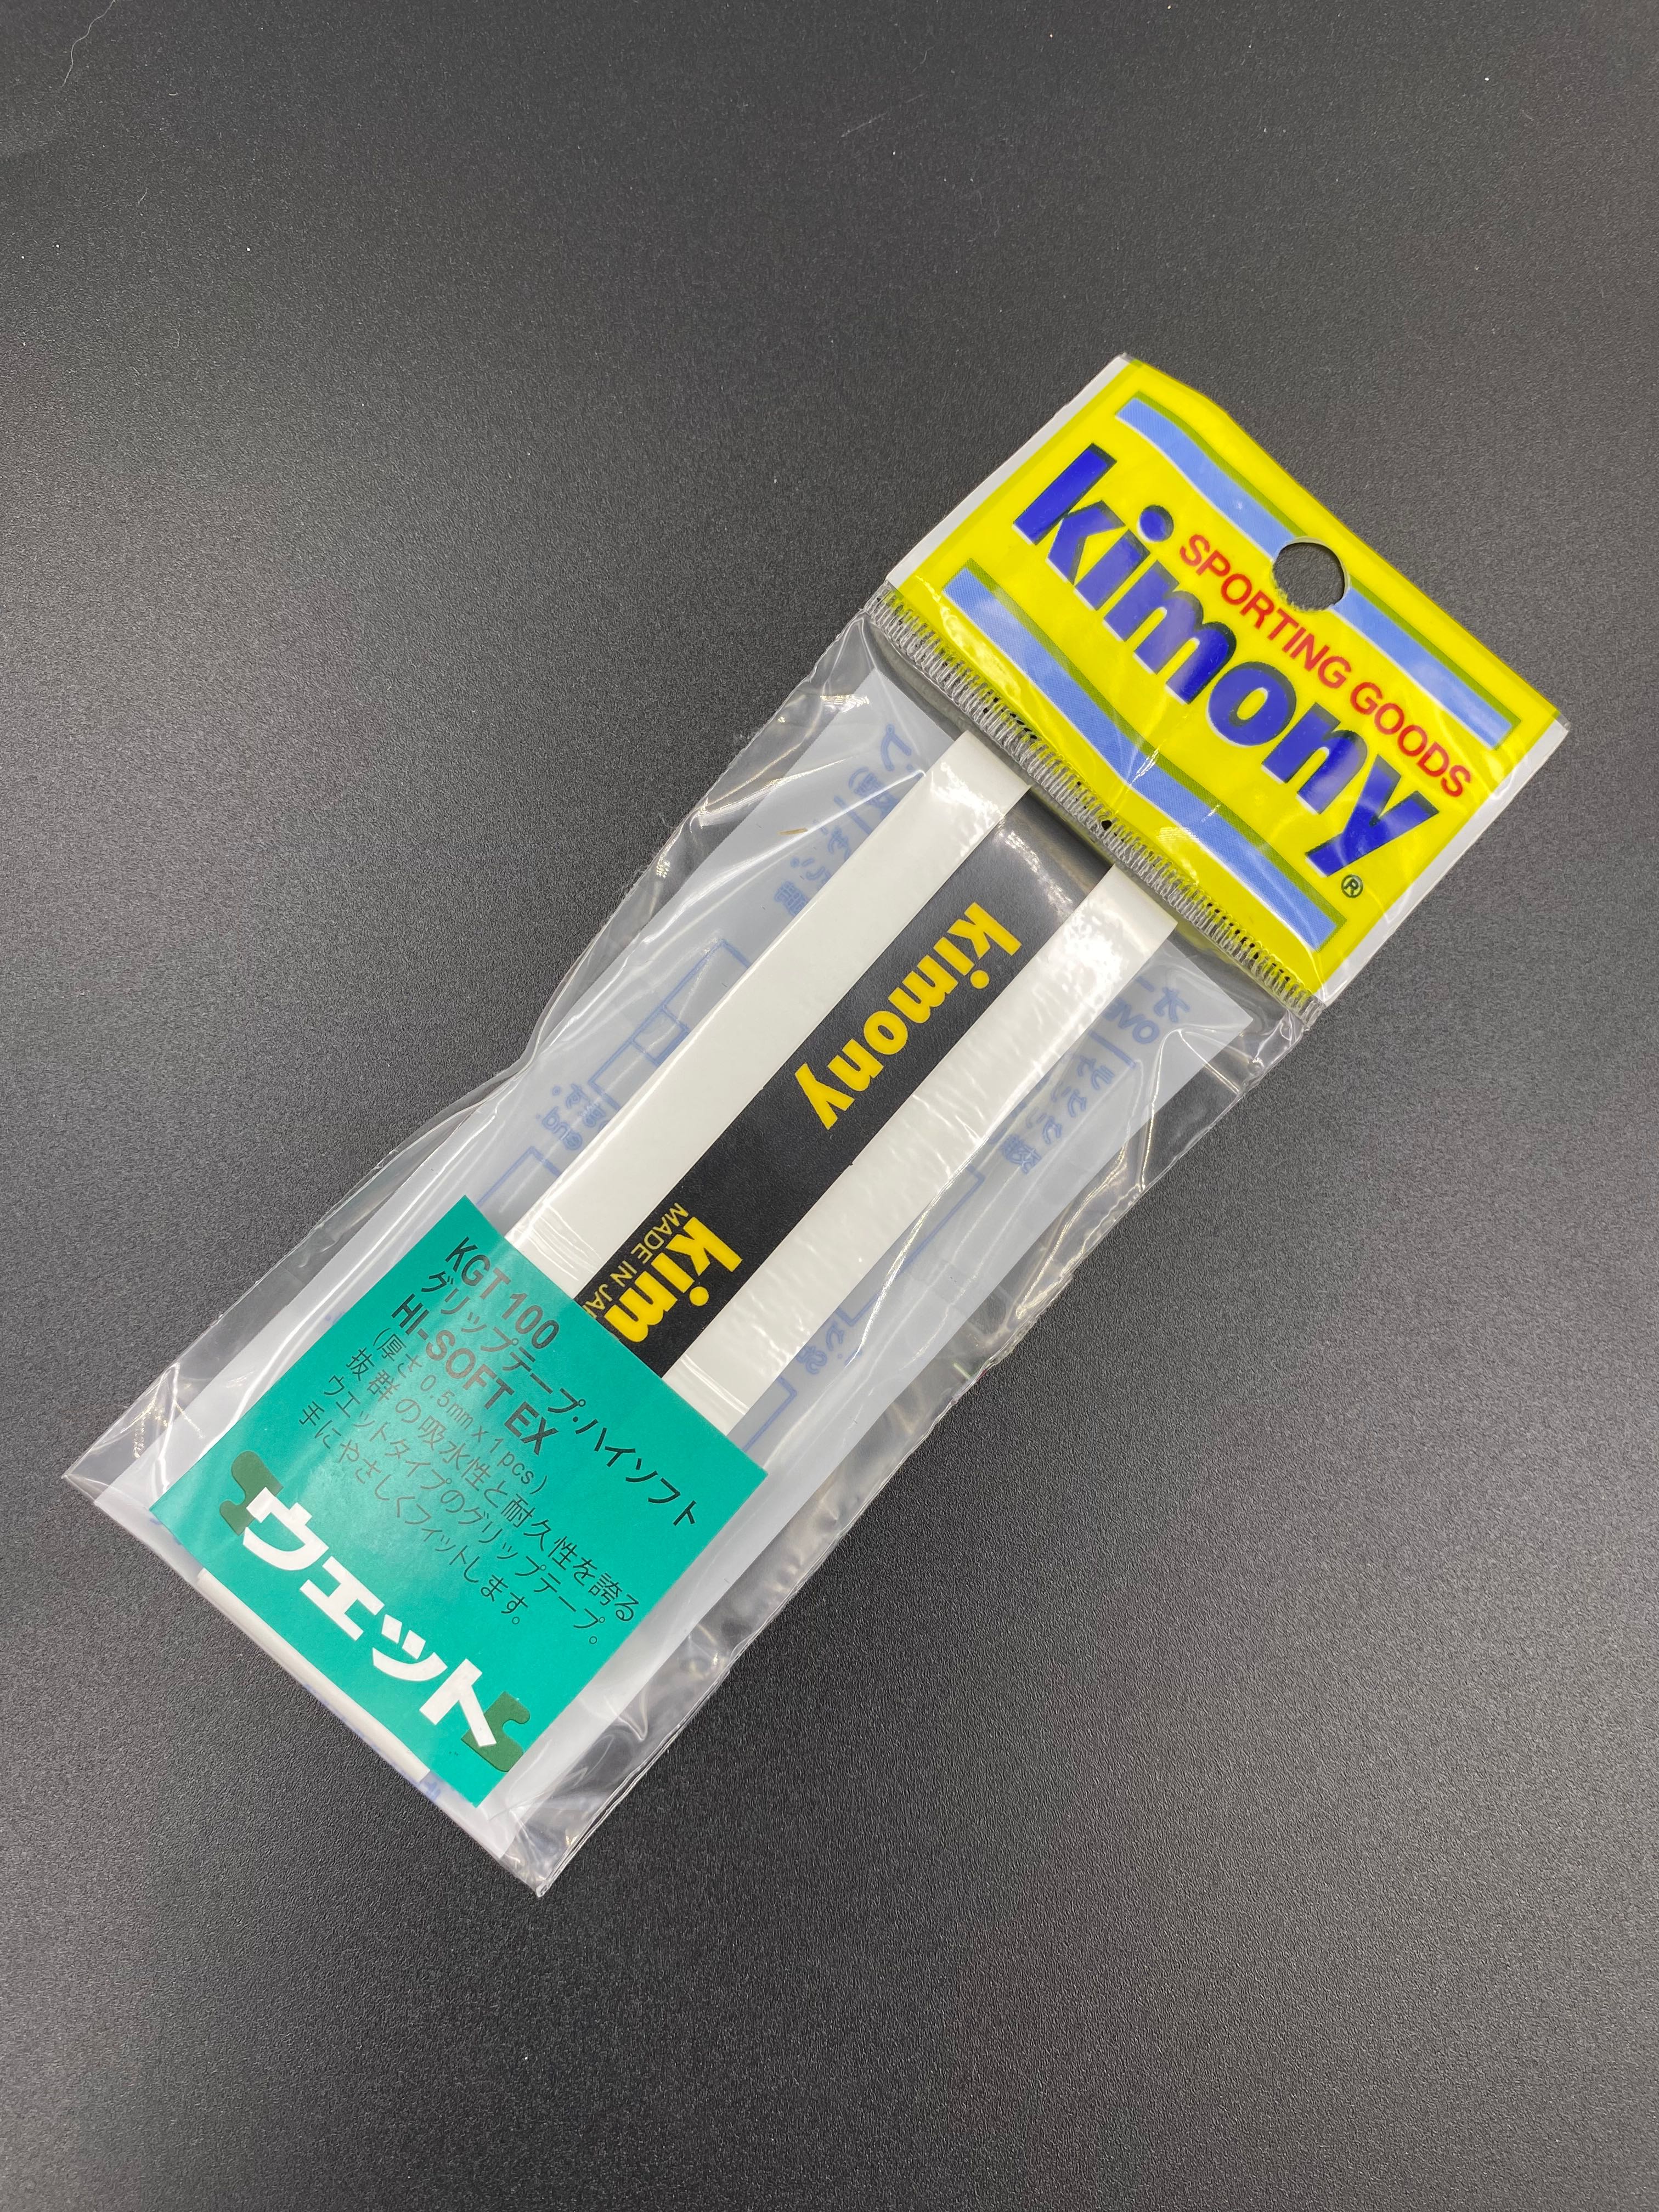 SPORTING GOODS
kimony®
kimony
kim
MADE IN JA
KGT 100
グリップテープ・ハイソフト
HI-SOFT EX
(厚さ0.5mm x 1pcs)
抜群の吸水性と耐久性を誇る
ウエットタイプのグリップテープ。
手にやさしくフィットします。
ウェット